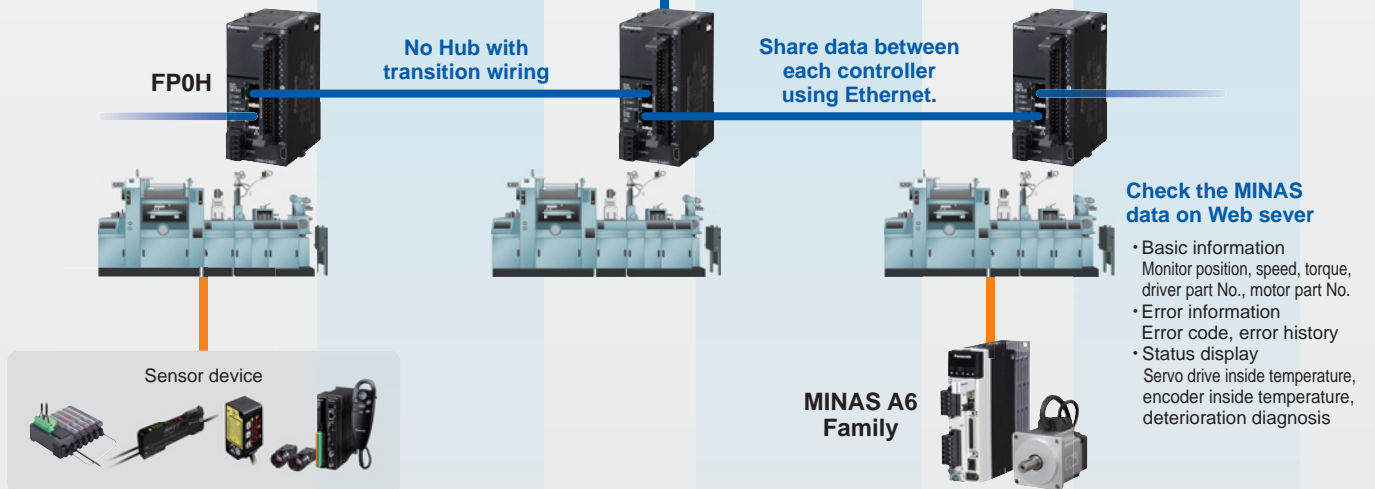 FP0H
No Hub with
transition wiring
Share data between
each controller
using Ethernet.
Check the MINAS
data on Web sever
・Basic information
Monitor position, speed, torque,
driver part No., motor part No.
・Error information
Error code, error history
・Status display
Servo drive inside temperature,
encoder inside temperature,
deterioration diagnosis
Sensor device
MINAS A6
Family